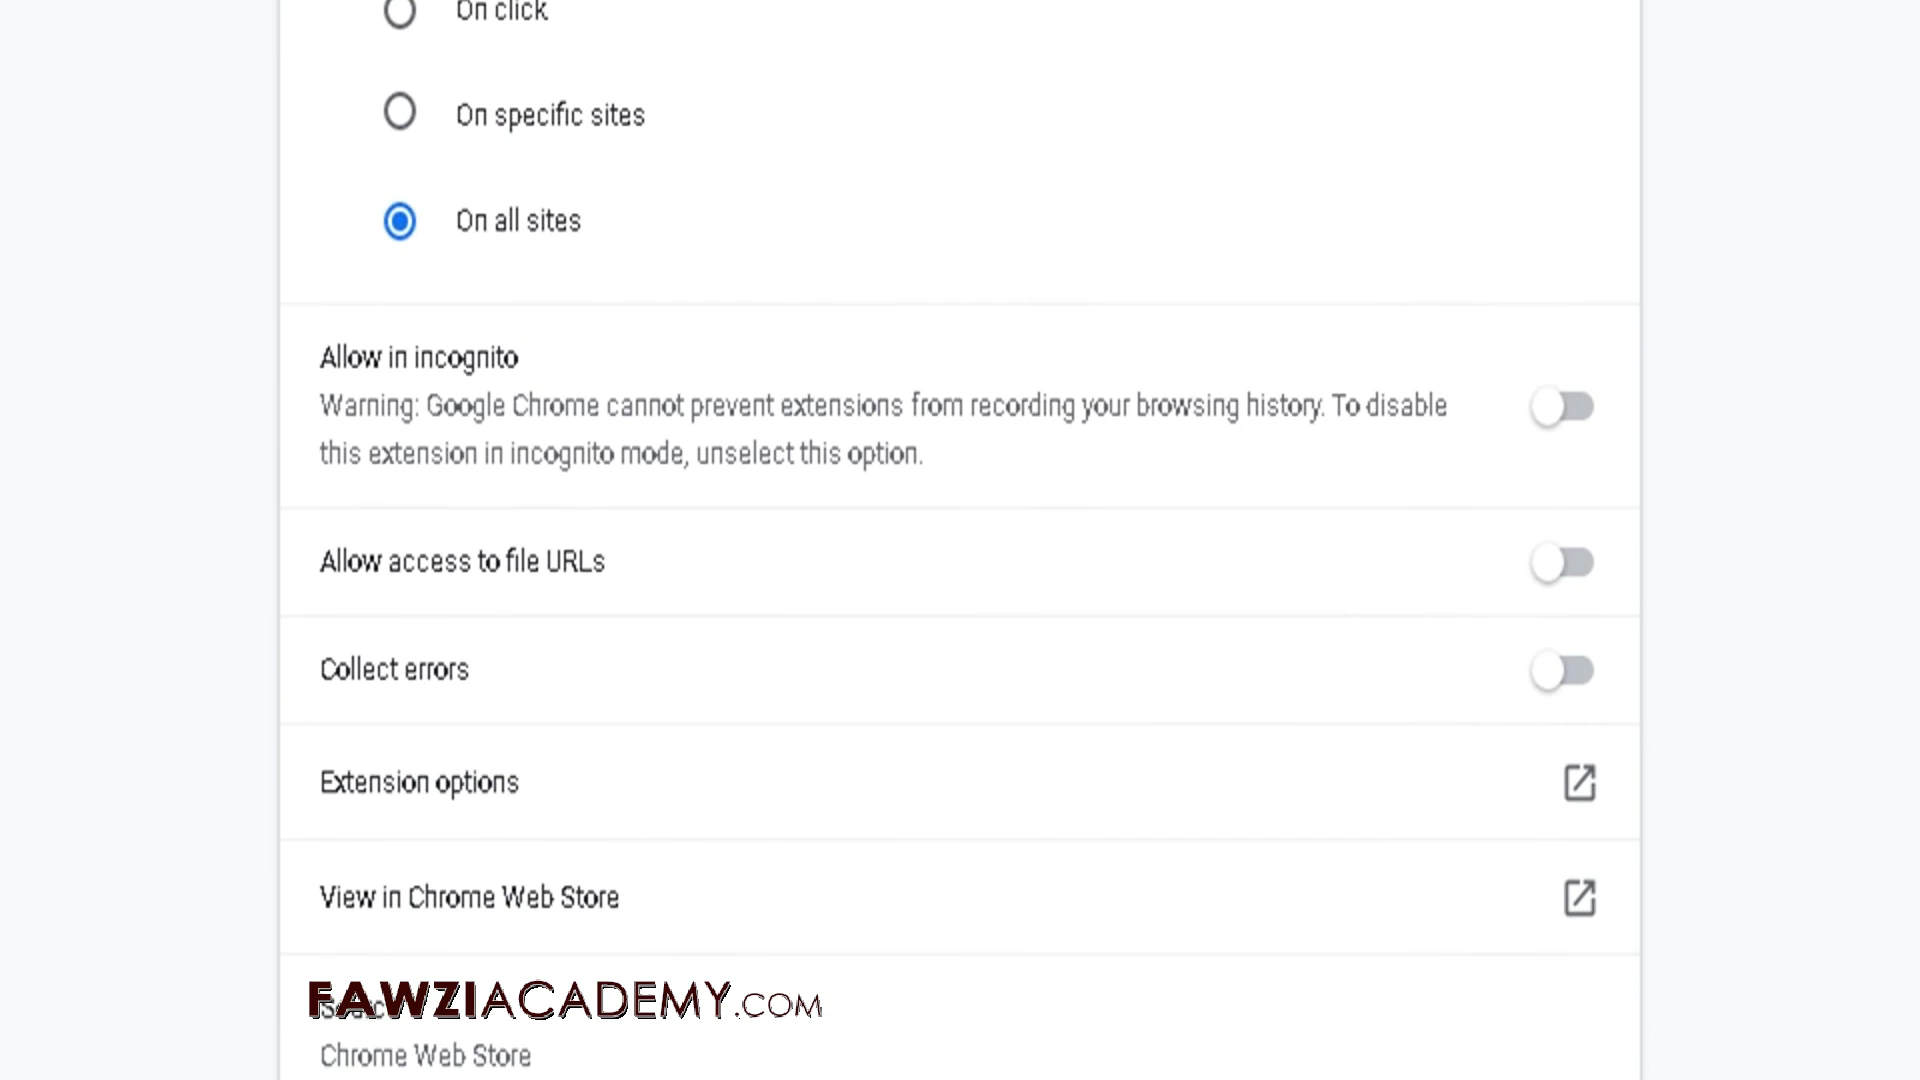 On click
On specific sites
On all sites
Allow in incognito
Warning: Google Chrome cannot prevent extensions from recording your browsing history. To disable
this extension in incognito mode, unselect this option.
Allow access to file URLs
Collect errors
Extension options
View in Chrome Web Store
FAWZIACADEMY.COM
Chrome Web Store